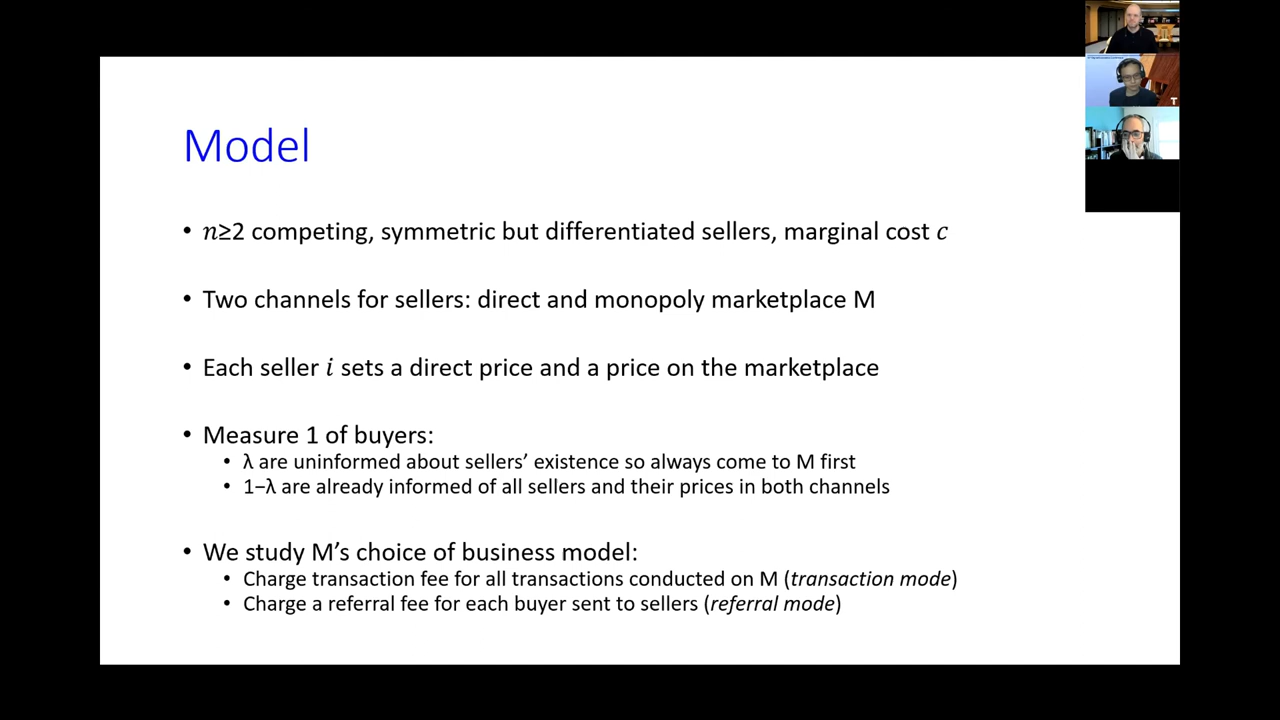 Model
• 𝑛≥2 competing, symmetric but differentiated sellers, marginal cost 𝑐
• Two channels for sellers: direct and monopoly marketplace M
• Each seller 𝑖 sets a direct price and a price on the marketplace
• Measure 1 of buyers:
• λ are uninformed about sellers’ existence so always come to M first
• 1−λ are already informed of all sellers and their prices in both channels
• We study M’s choice of business model:
• Charge transaction fee for all transactions conducted on M (transaction mode)
• Charge a referral fee for each buyer sent to sellers (referral mode)